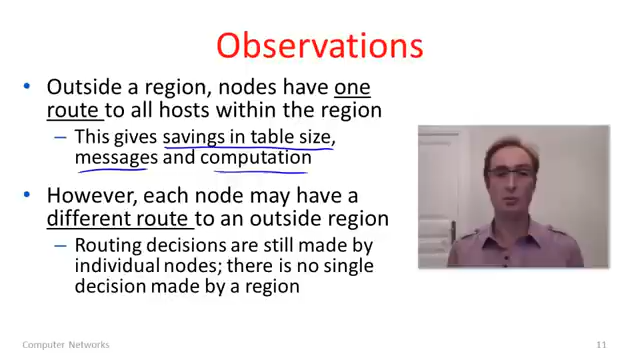 Observations
• Outside a region, nodes have one
route to all hosts within the region
– This gives savings in table size,
messages and computation
• However, each node may have a
different route to an outside region
– Routing decisions are still made by
individual nodes; there is no single
decision made by a region
Computer Networks
11